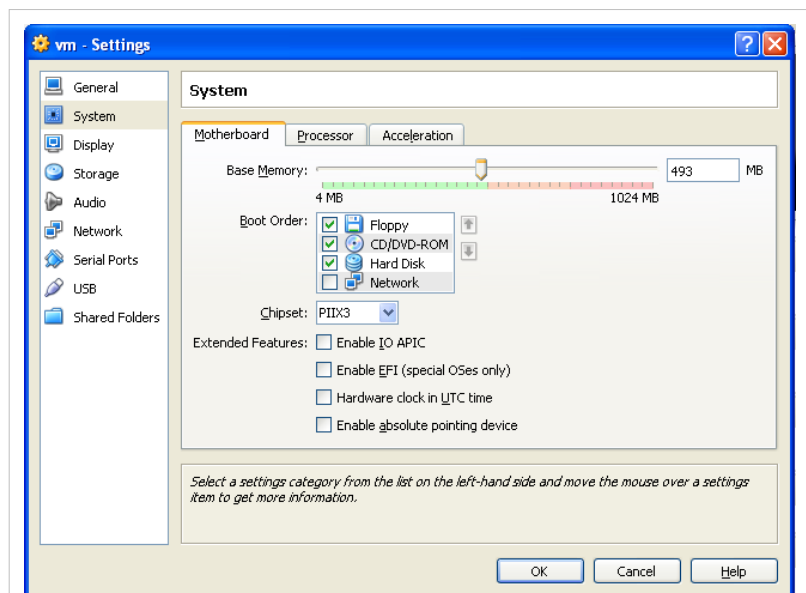 vm - Settings
General
System
Display
Storage
Audio
Network
Serial Ports
USB
Shared Folders
System
Motherboard Processor Acceleration
Base Memory: 493 MB
4 MB 1024 MB
Boot Order: Floppy
CD/DVD-ROM
Hard Disk
Network
Chipset: PIIX3
Extended Features: Enable IO APIC
Enable EFI (special OSes only)
Hardware clock in UTC time
Enable absolute pointing device
Select a settings category from the list on the left-hand side and move the mouse over a settings
item to get more information.
OK Cancel Help